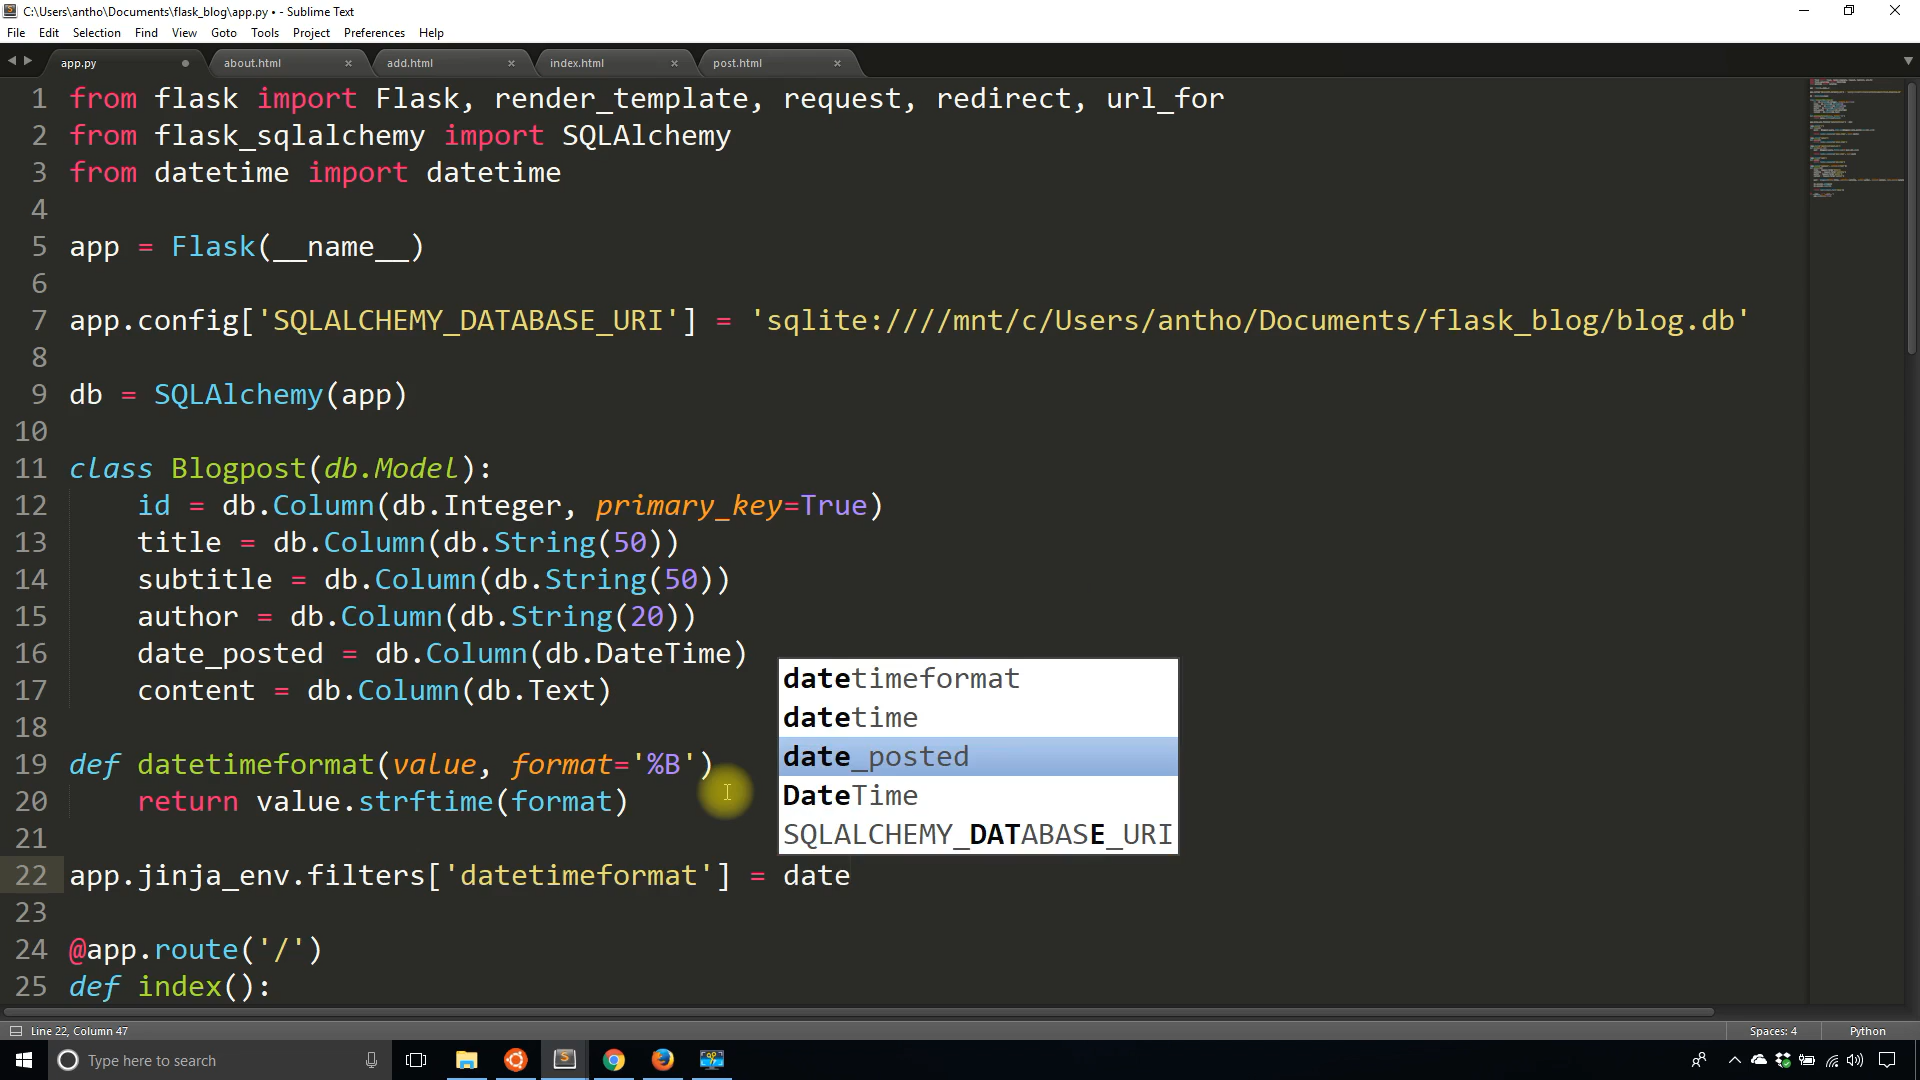 C:\Users\antho\Documents\flask_blog\app.py • - Sublime Text
File Edit Selection Find View Goto Tools Project Preferences Help
app.py about.html add.html index.html post.html
1 from flask import Flask, render_template, request, redirect, url_for
2 from flask_sqlalchemy import SQLAlchemy
3 from datetime import datetime
4
5 app = Flask(__name__)
6
7 app.config['SQLALCHEMY_DATABASE_URI'] = 'sqlite:////mnt/c/Users/antho/Documents/flask_blog/blog.db'
8
9 db = SQLAlchemy(app)
10
11 class Blogpost(db.Model):
12 id = db.Column(db.Integer, primary_key=True)
13 title = db.Column(db.String(50))
14 subtitle = db.Column(db.String(50))
15 author = db.Column(db.String(20))
16 date_posted = db.Column(db.DateTime)
17 content = db.Column(db.Text)
18
19 def datetimeformat(value, format='%B')
20 return value.strftime(format)
21
22 app.jinja_env.filters['datetimeformat'] = date
23
24 @app.route('/')
25 def index():
datetimeformat
datetime
date_posted
DateTime
SQLALCHEMY_DATABASE_URI
Line 22, Column 47 Spaces: 4 Python
Type here to search